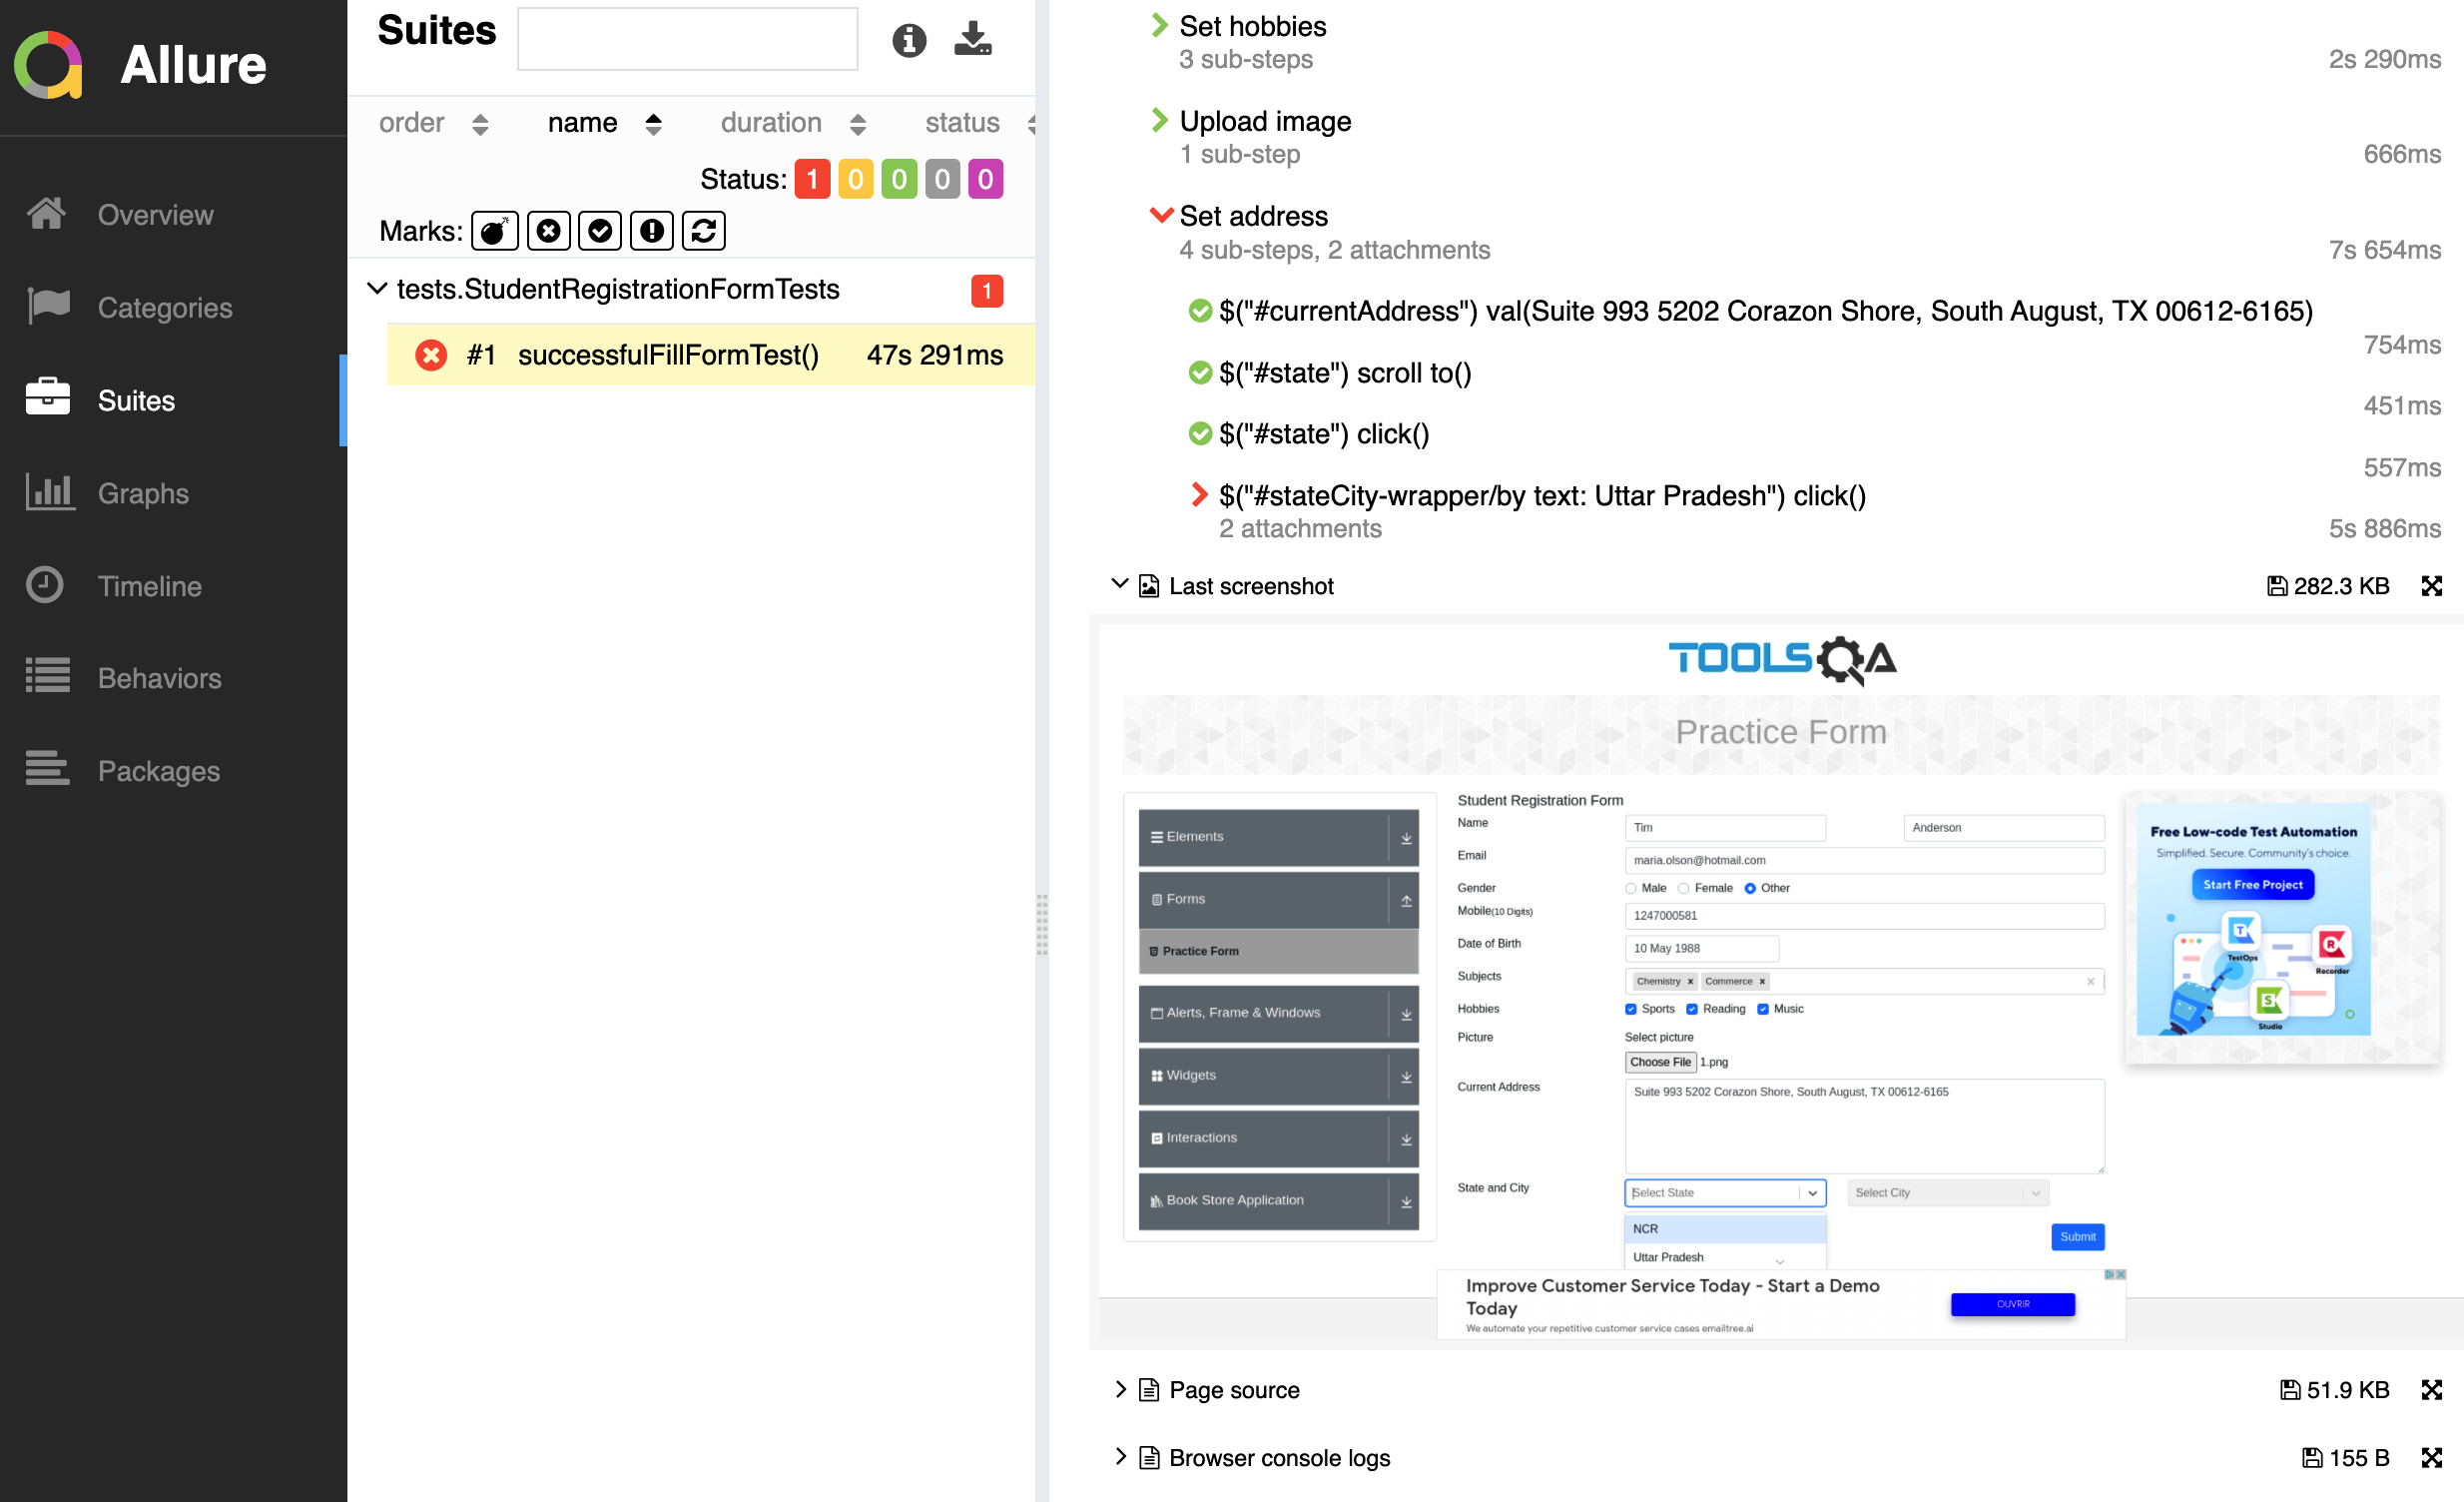 Allure
Overview
Categories
Suites
Graphs
Timeline
Behaviors
Packages
Suites
order name duration status
Status: 1 0 0 0 0
Marks:
tests.StudentRegistrationFormTests 1
#1 successfulFillFormTest() 47s 291ms
Set hobbies
3 sub-steps 2s 290ms
Upload image
1 sub-step 666ms
Set address
4 sub-steps, 2 attachments 7s 654ms
$("#currentAddress") val(Suite 993 5202 Corazon Shore, South August, TX 00612-6165)
754ms
$("#state") scroll to()
451ms
$("#state") click()
557ms
$("#stateCity-wrapper/by text: Uttar Pradesh") click()
2 attachments 5s 886ms
Last screenshot 282.3 KB
TOOLSQA
Practice Form
Elements
Forms
Practice Form
Alerts, Frame & Windows
Widgets
Interactions
Book Store Application
Student Registration Form
Name Tim Anderson
Email maria.olson@hotmail.com
Gender Male Female Other
Mobile(10 Digits) 1247000581
Date of Birth 10 May 1988
Subjects Chemistry Commerce
Hobbies Sports Reading Music
Picture Select picture
Choose File 1.png
Current Address Suite 993 5202 Corazon Shore, South August, TX 00612-6165
State and City Select State Select City
NCR
Uttar Pradesh
Submit
Free Low-code Test Automation
Simplified. Secure. Community's choice.
Start Free Project
T
TestOps
R
Recorder
S
Studio
Improve Customer Service Today - Start a Demo
Today
We automate your repetitive customer service cases emailtree.ai
OUVRIR
Page source 51.9 KB
Browser console logs 155 B